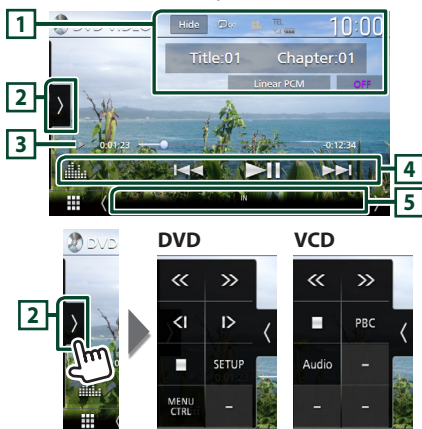 1
DVD VIDEO
Hide
TEL
10:00
Title:01 Chapter:01
Linear PCM OFF
2
3
0:01:23 -0:12:34
4
IN
5
DVD
DVD VCD
2
PBC
SETUP Audio –
MENU CTRL – – –